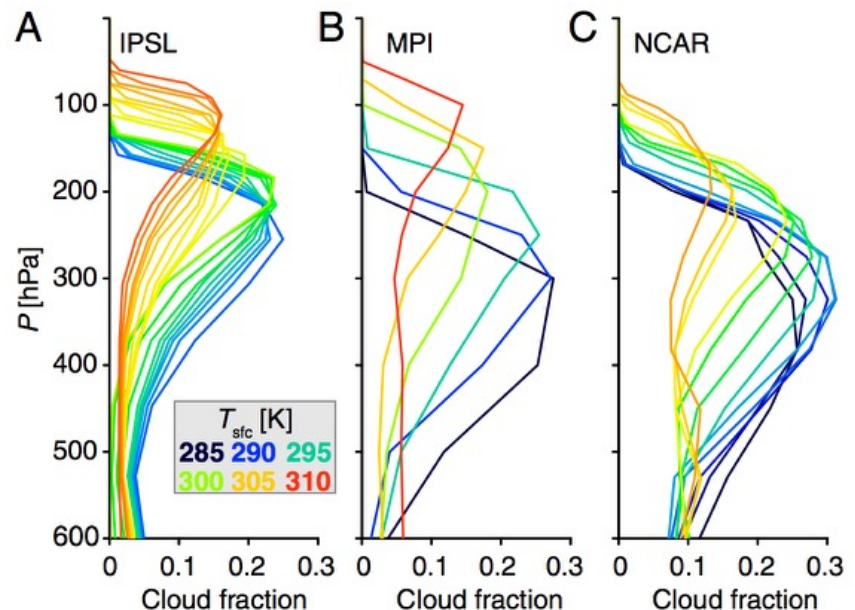 A IPSL
B MPI
C NCAR
P [hPa]
100
200
300
400
500
600
T sfc [K]
285 290 295
300 305 310
0 0.1 0.2 0.3
0 0.1 0.2 0.3
0 0.1 0.2 0.3
Cloud fraction
Cloud fraction
Cloud fraction